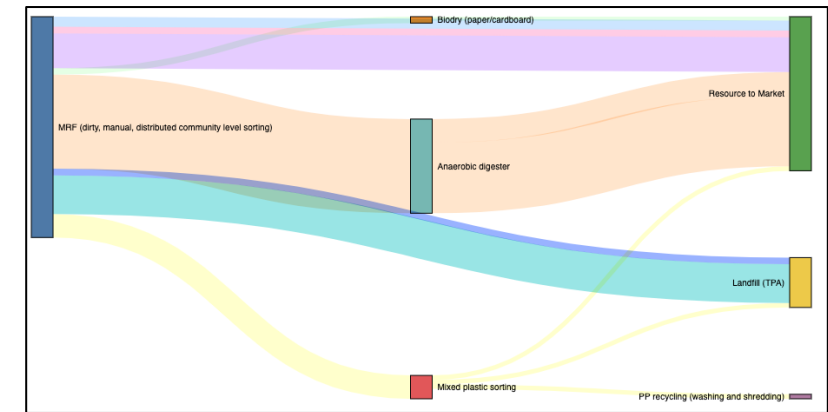 Biodry (paper/cardboard)
Resource to Market
MRF (dirty, manual, distributed community level sorting)
Anaerobic digester
Landfill (TPA)
Mixed plastic sorting
PP recycling (washing and shredding)